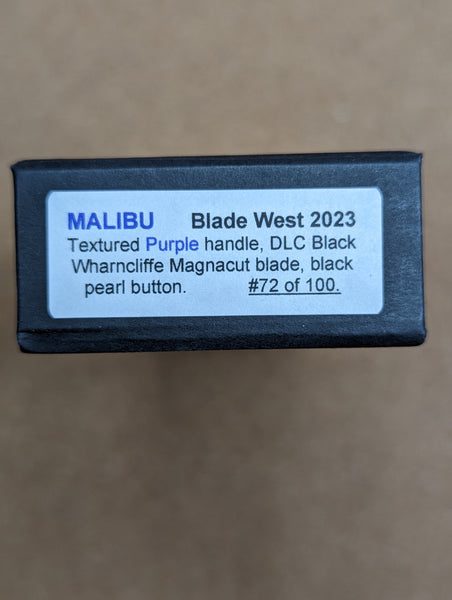 MALIBU Blade West 2023
Textured Purple handle, DLC Black
Wharncliffe Magnacut blade, black
pearl button. #72 of 100.